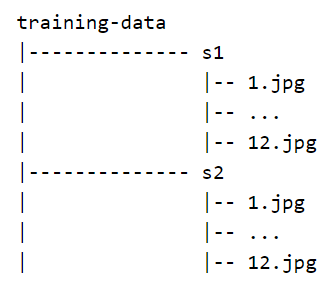 training-data
|-------------- s1
|               |-- 1.jpg
|               |-- ...
|               |-- 12.jpg
|-------------- s2
|               |-- 1.jpg
|               |-- ...
|               |-- 12.jpg